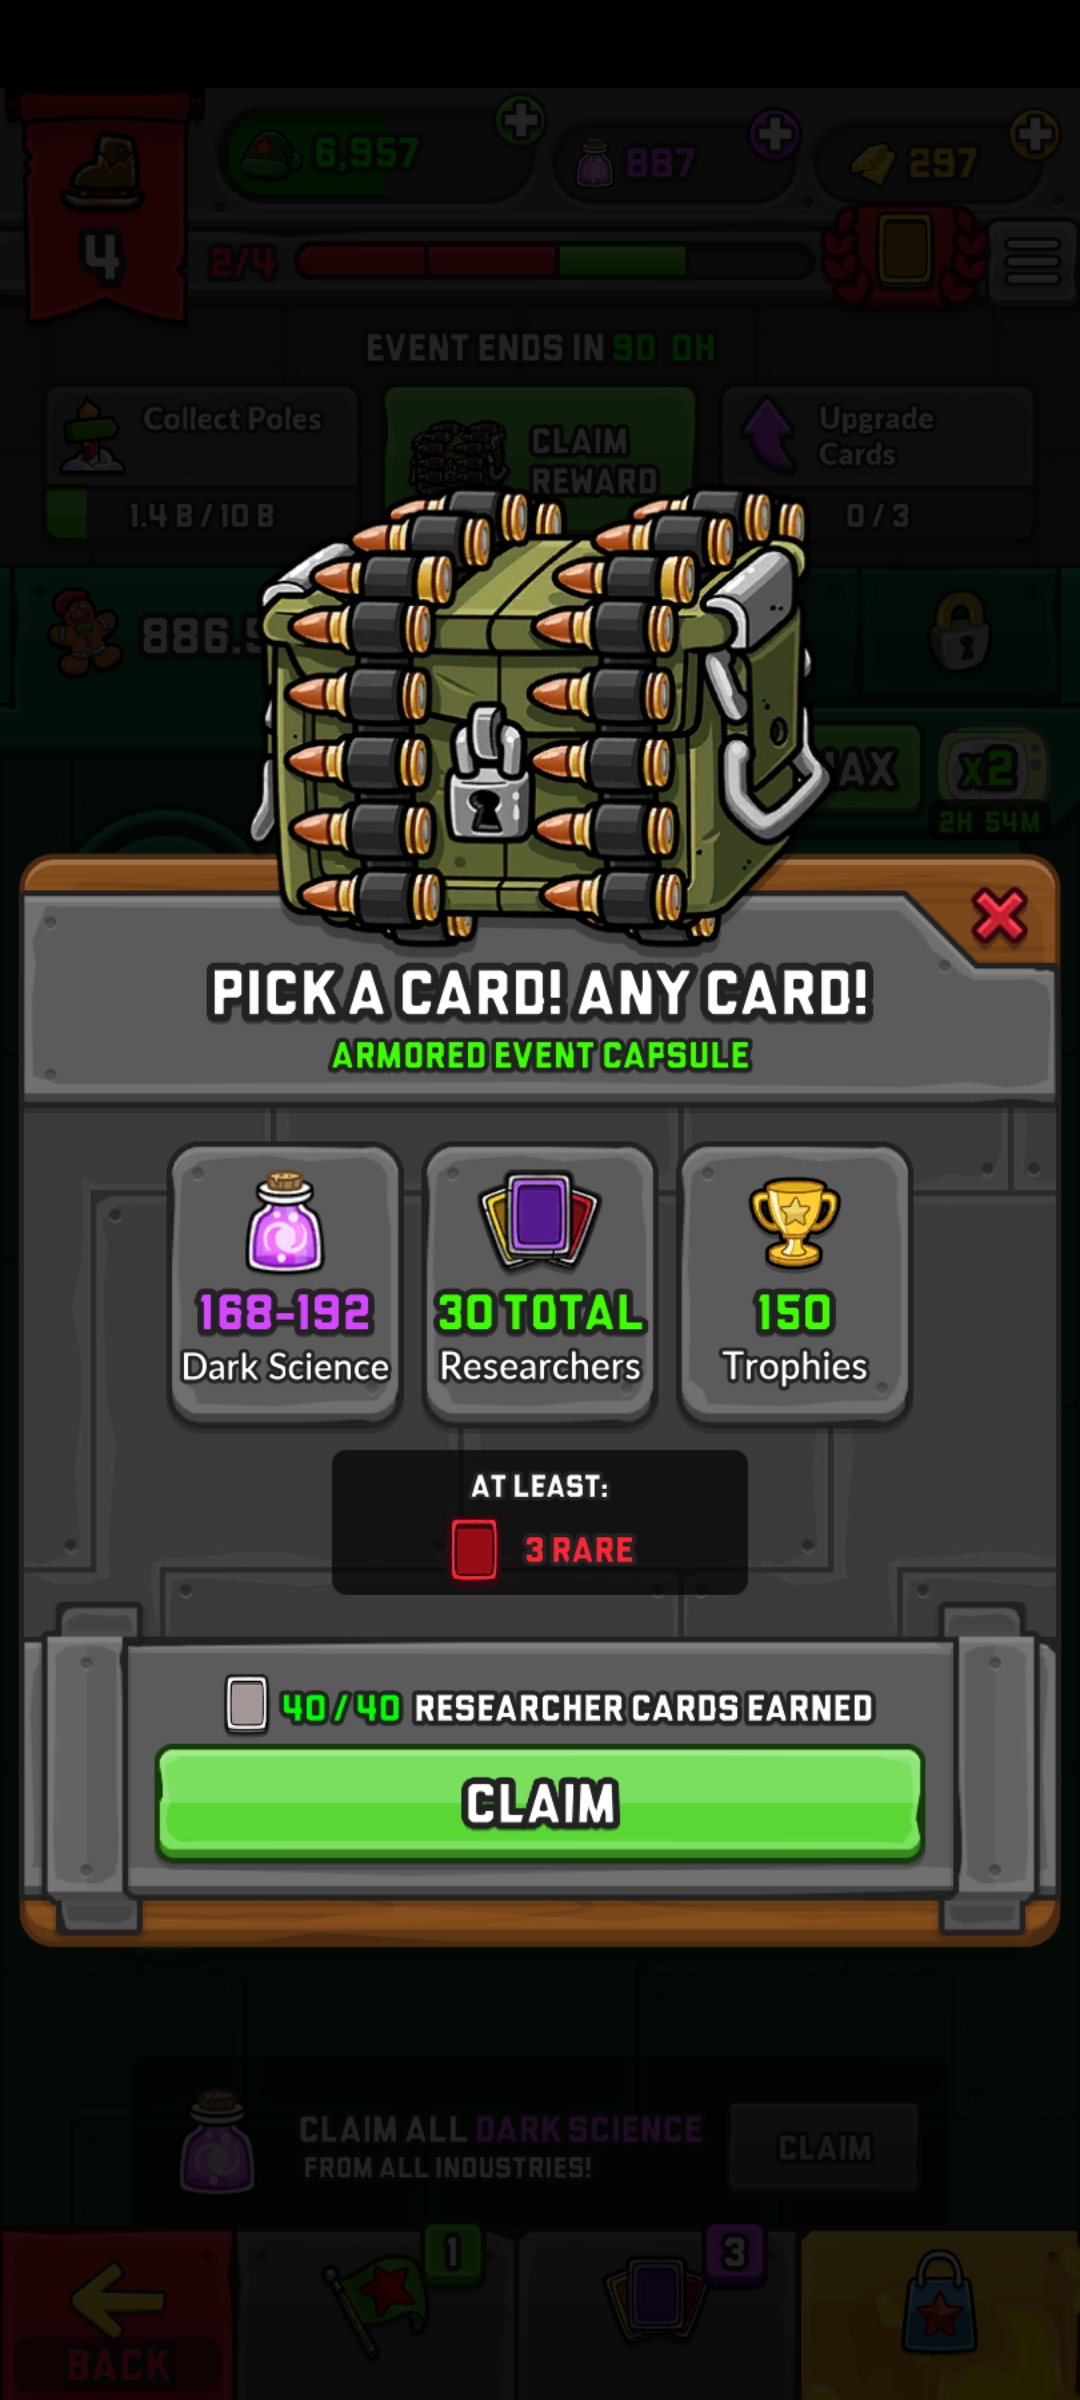 6,957
887
297
4
2/4
EVENT ENDS IN 9D 0H
Collect Poles
1.4 B / 10 B
CLAIM
REWARD
Upgrade
Cards
0 / 3
886.5
AX
x2
2H 54M
PICK A CARD! ANY CARD!
ARMORED EVENT CAPSULE
168-192
Dark Science
30 TOTAL
Researchers
150
Trophies
AT LEAST:
3 RARE
40/40 RESEARCHER CARDS EARNED
CLAIM
CLAIM ALL DARK SCIENCE
FROM ALL INDUSTRIES!
CLAIM
1
3
BACK